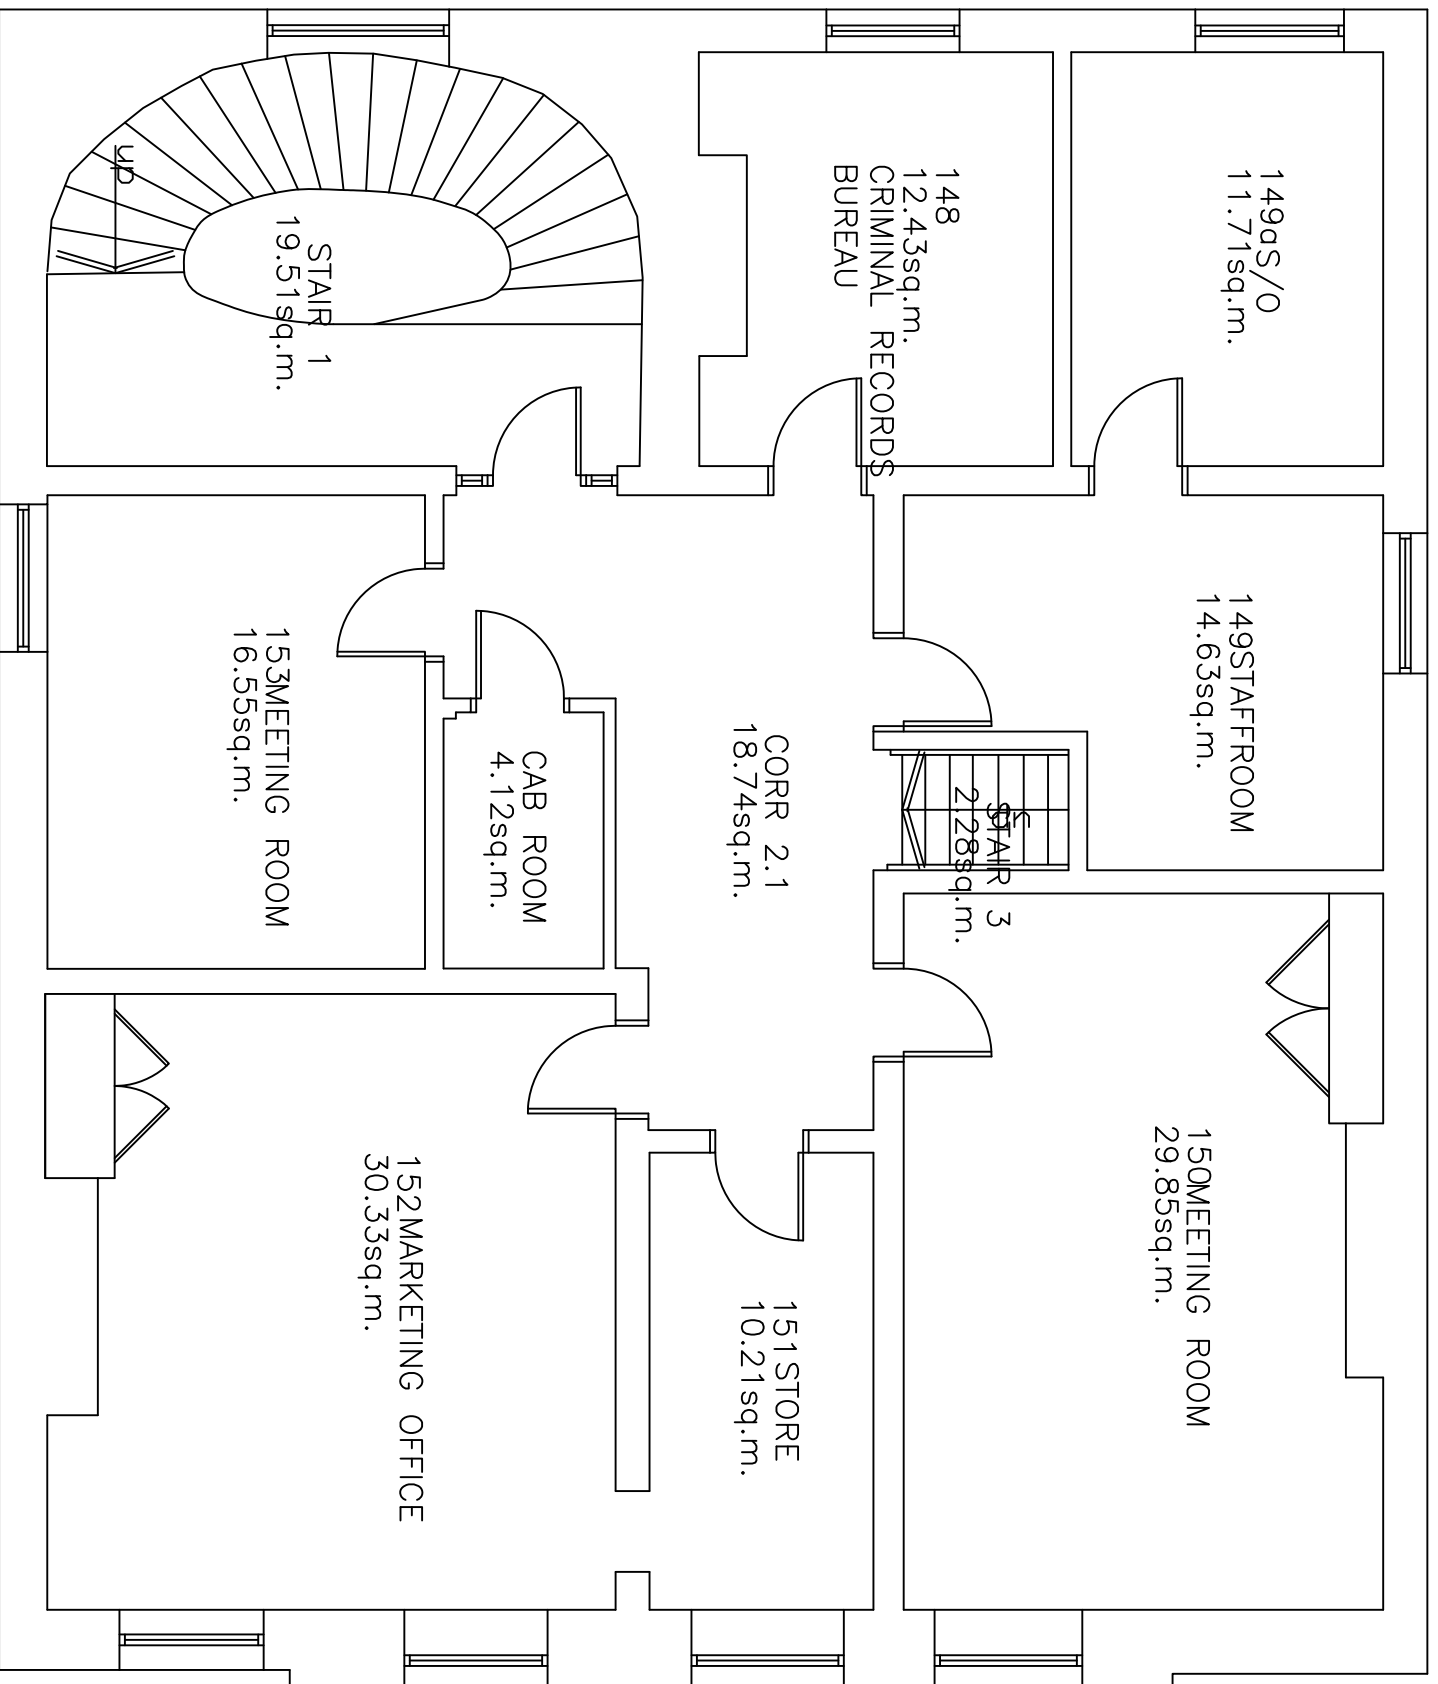 149aS/O
11.71sq.m.
148
12.43sq.m.
CRIMINAL RECORDS
BUREAU
STAIR 1
19.51sq.m.
up
149STAFFROOM
14.63sq.m.
STAIR 3
2.28sq.m.
CORR 2.1
18.74sq.m.
CAB ROOM
4.12sq.m.
153MEETING ROOM
16.55sq.m.
150MEETING ROOM
29.85sq.m.
151STORE
10.21sq.m.
152MARKETING OFFICE
30.33sq.m.